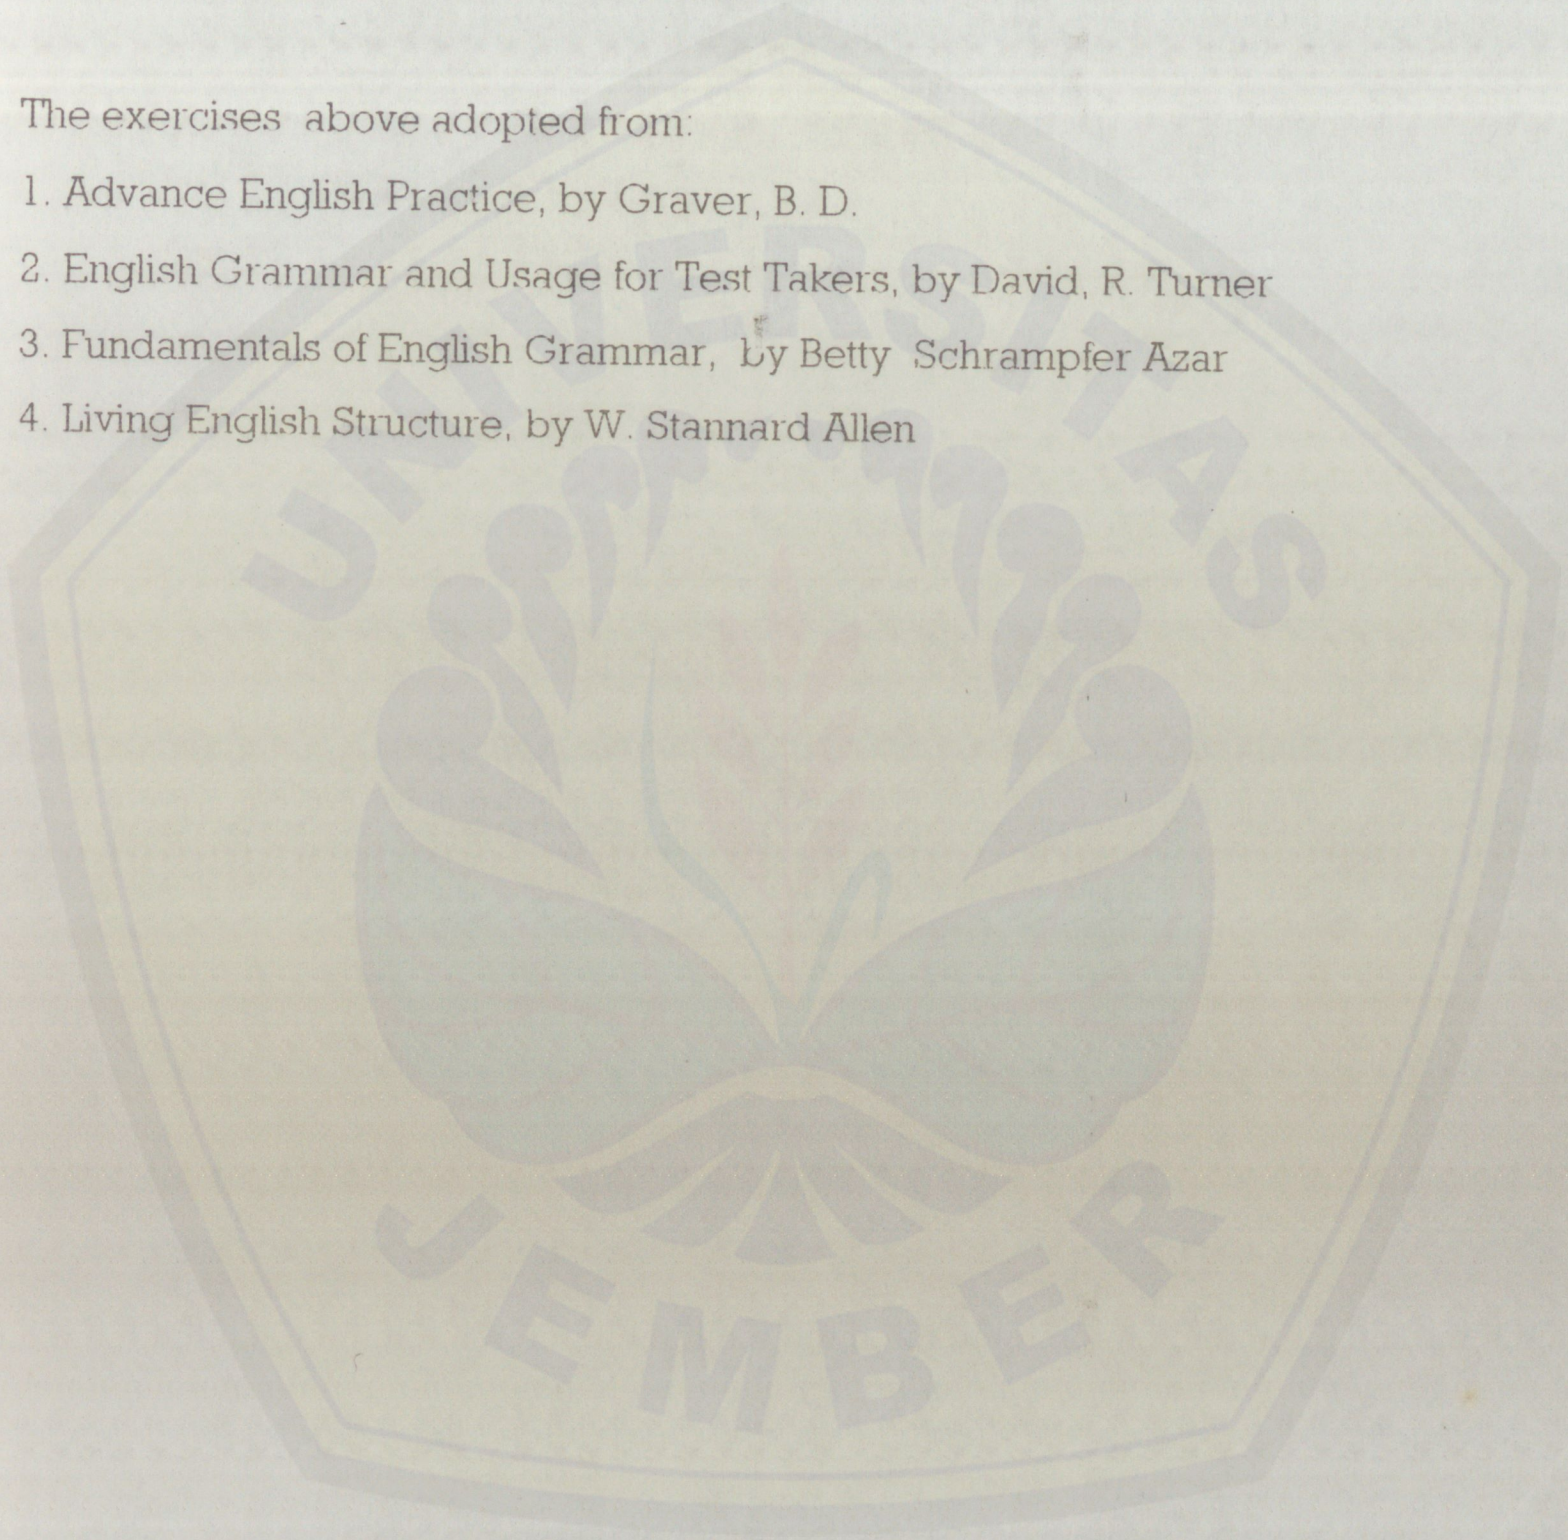 The exercises above adopted from:
1. Advance English Practice, by Graver, B. D.
2. English Grammar and Usage for Test Takers, by David, R. Turner
3. Fundamentals of English Grammar, by Betty Schrampfer Azar
4. Living English Structure, by W. Stannard Allen
UNIVERSITAS
JEMBER